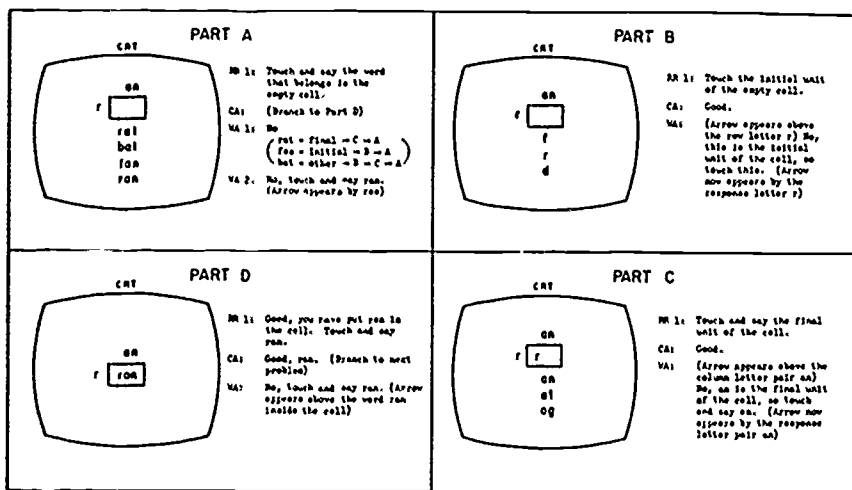 PART A
CRT
an
r
rat
bat
fan
ran
RR 1: Touch and say the word
that belongs in the
empty cell.
CA: (Branch to Part D)
WA 1: No
rat = final → C → A
fan = initial → B → A
bat = other → B → C → A
WA 2. No, touch and say ran.
(Arrow appears by ran)
PART B
CRT
an
r
f
r
d
RR 1: Touch the initial unit
of the empty cell.
CA: Good.
WA: (Arrow appears above
the row letter r) No,
this is the initial
unit of the cell, so
touch this. (Arrow
now appears by the
response letter r)
PART D
CRT
an
r ran
RR 1: Good, you have put ran in
the cell. Touch and say
ran.
CA: Good, ran. (Branch to next
problem)
WA: No, touch and say ran. (Arrow
appears above the word ran
inside the cell)
PART C
CRT
an
r r
an
at
og
RR 1: Touch and say the final
unit of the cell.
CA: Good.
WA: (Arrow appears above the
column letter pair an)
No, an is the final unit
of the cell, so touch
and say an. (Arrow now
appears by the response
letter pair an)